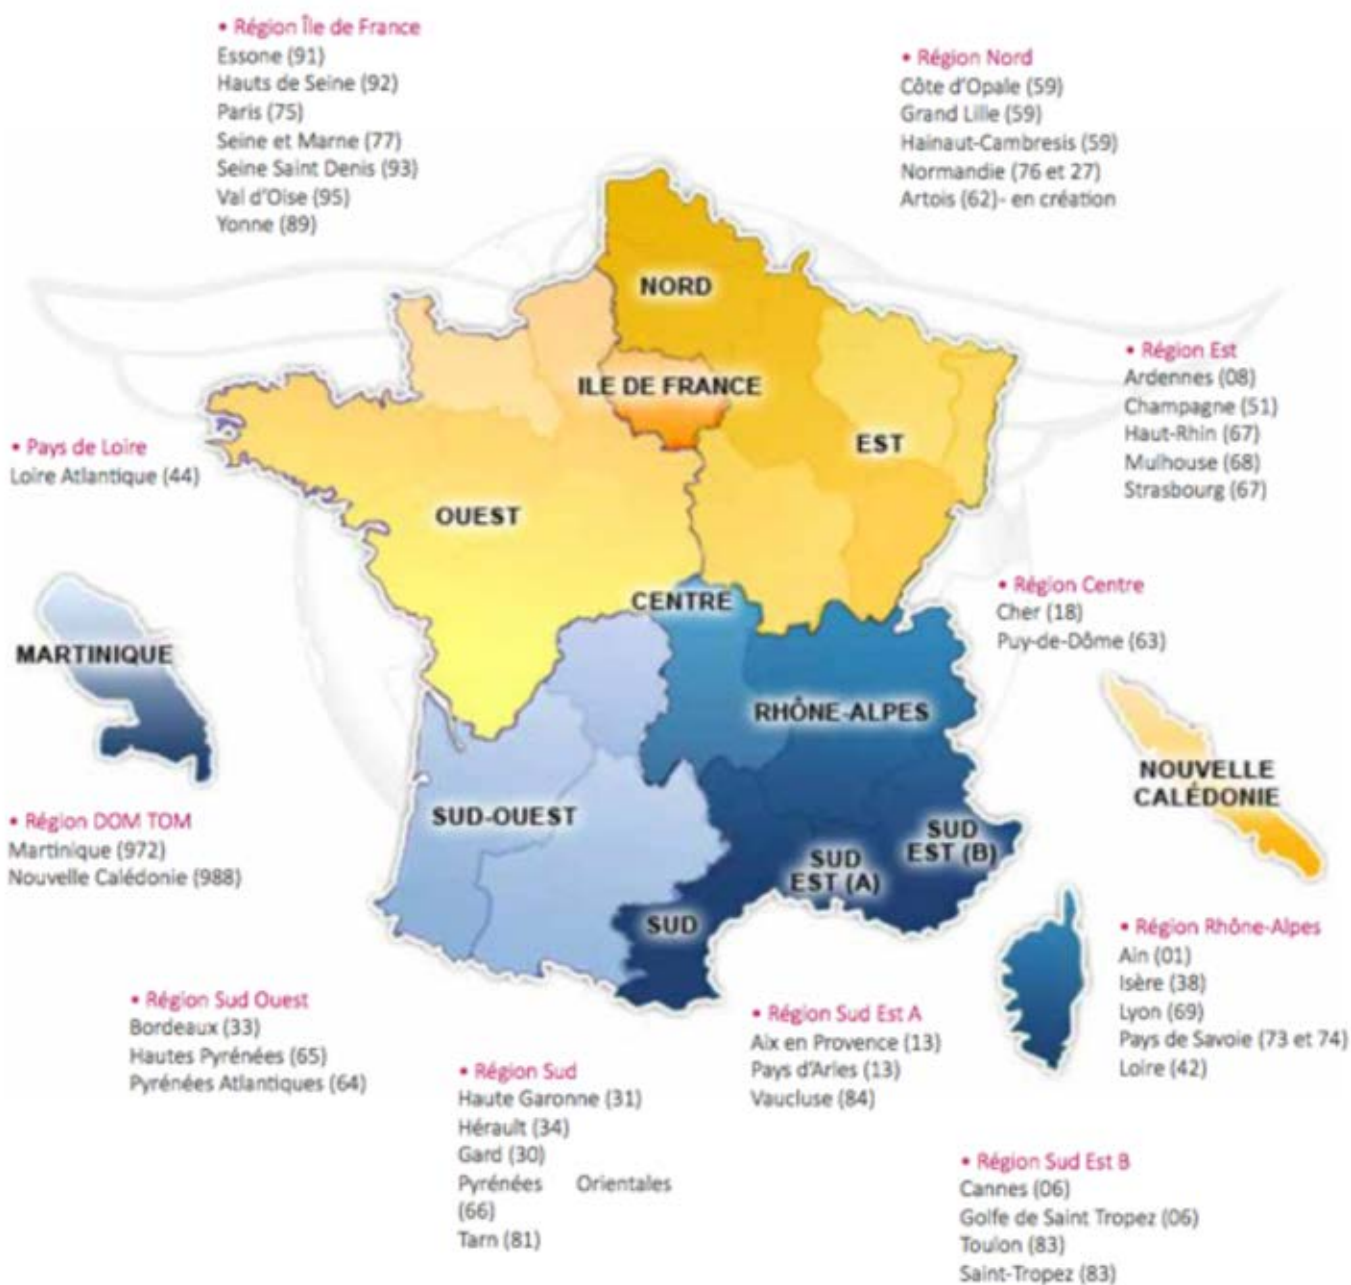 • Région Île de France
Essone (91)
Hauts de Seine (92)
Paris (75)
Seine et Marne (77)
Seine Saint Denis (93)
Val d'Oise (95)
Yonne (89)
• Région Nord
Côte d'Opale (59)
Grand Lille (59)
Hainaut-Cambresis (59)
Normandie (76 et 27)
Artois (62)- en création
NORD
ILE DE FRANCE
EST
OUEST
CENTRE
RHÔNE-ALPES
SUD-OUEST
SUD
EST (B)
SUD
EST (A)
SUD
MARTINIQUE
NOUVELLE
CALÉDONIE
• Région Est
Ardennes (08)
Champagne (51)
Haut-Rhin (67)
Mulhouse (68)
Strasbourg (67)
• Pays de Loire
Loire Atlantique (44)
• Région Centre
Cher (18)
Puy-de-Dôme (63)
• Région DOM TOM
Martinique (972)
Nouvelle Calédonie (988)
• Région Rhône-Alpes
Ain (01)
Isère (38)
Lyon (69)
Pays de Savoie (73 et 74)
Loire (42)
• Région Sud Ouest
Bordeaux (33)
Hautes Pyrénées (65)
Pyrénées Atlantiques (64)
• Région Sud
Haute Garonne (31)
Hérault (34)
Gard (30)
Pyrénées Orientales
(66)
Tarn (81)
• Région Sud Est A
Aix en Provence (13)
Pays d'Arles (13)
Vaucluse (84)
• Région Sud Est B
Cannes (06)
Golfe de Saint Tropez (06)
Toulon (83)
Saint-Tropez (83)